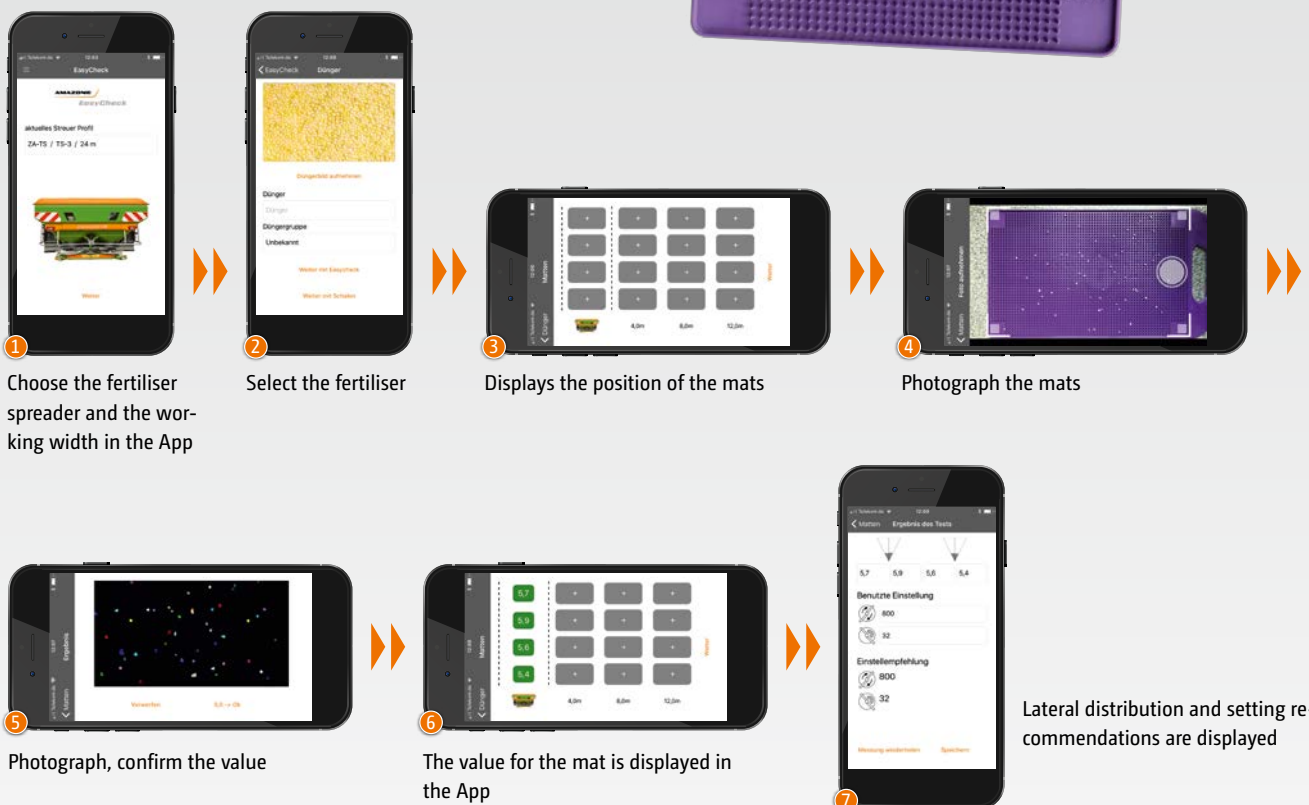 EasyCheck
AMAZONE
EasyCheck
aktuelles Streuer Profil
ZA-TS / TS-3 / 24 m
Weiter
1
Choose the fertiliser
spreader and the wor-
king width in the App
EasyCheck Dünger
Düngerbild aufnehmen
Dünger
Dünger
Düngergruppe
Unbekannt
Weiter mit EasyCheck
Weiter mit Schalen
2
Select the fertiliser
Dünger
Matten
Weiter
4,0m 8,0m 12,0m
3
Displays the position of the mats
Matten
Foto aufnehmen
4
Photograph the mats
Matten
Ergebnis
Verwerfen
5
Photograph, confirm the value
Dünger
Matten
5,7
5,9
5,6
5,4
Weiter
4,0m 8,0m 12,0m
6
The value for the mat is displayed in
the App
Matten Ergebnis des Tests
5,7 5,9 5,6 5,4
Benutzte Einstellung
800
32
Einstellempfehlung
800
32
Messung wiederholen Speichern
7
Lateral distribution and setting re-
commendations are displayed